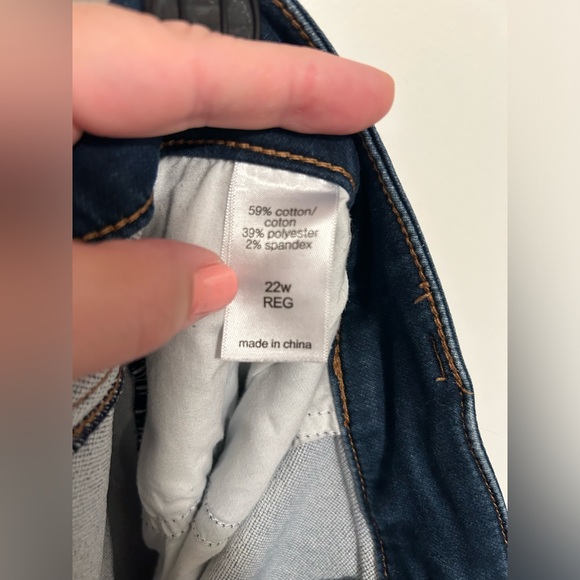 59% cotton/
coton
39% polyester
2% spandex
22w
REG
made in china